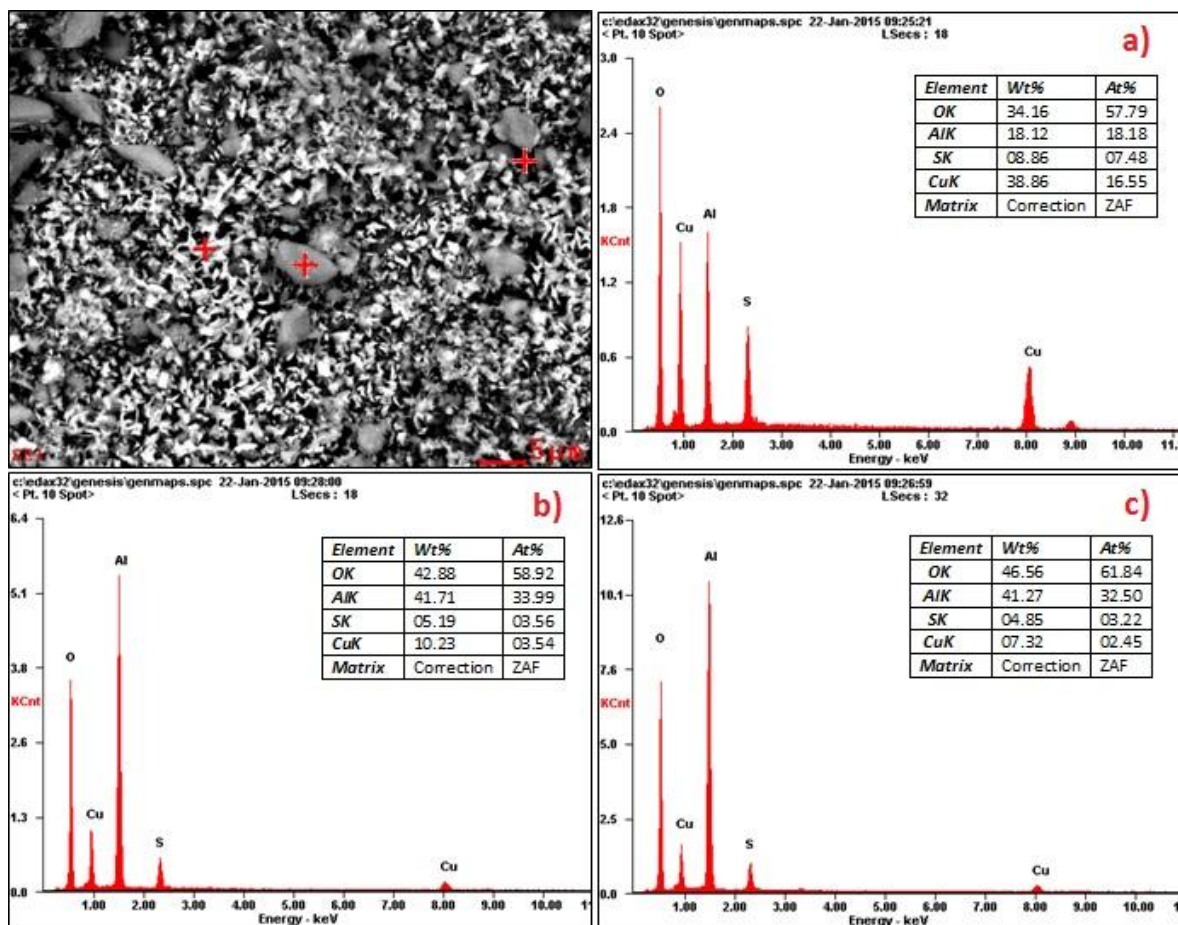 c:\edax32\genesis\genmaps.spc 22-Jan-2015 09:25:21
< Pt. 10 Spot> LSecs : 18
a)
3.0
2.4
1.8
KCnt
1.2
0.6
0.0
O
Cu
Al
S
Cu
Element Wt% At%
OK 34.16 57.79
AlK 18.12 18.18
SK 08.86 07.48
CuK 38.86 16.55
Matrix Correction ZAF
1.00 2.00 3.00 4.00 5.00 6.00 7.00 8.00 9.00 10.00 11.
Energy - keV
5 µm
c:\edax32\genesis\genmaps.spc 22-Jan-2015 09:28:00
< Pt. 10 Spot> LSecs : 18
b)
6.4
5.1
3.8
KCnt
2.6
1.3
0.0
O
Cu
Al
S
Cu
Element Wt% At%
OK 42.88 58.92
AlK 41.71 33.99
SK 05.19 03.56
CuK 10.23 03.54
Matrix Correction ZAF
1.00 2.00 3.00 4.00 5.00 6.00 7.00 8.00 9.00 10.00
Energy - keV
c:\edax32\genesis\genmaps.spc 22-Jan-2015 09:26:59
< Pt. 10 Spot> LSecs : 32
c)
12.6
10.1
7.6
KCnt
5.0
2.5
0.0
O
Cu
Al
S
Cu
Element Wt% At%
OK 46.56 61.84
AlK 41.27 32.50
SK 04.85 03.22
CuK 07.32 02.45
Matrix Correction ZAF
1.00 2.00 3.00 4.00 5.00 6.00 7.00 8.00 9.00 10.00
Energy - keV